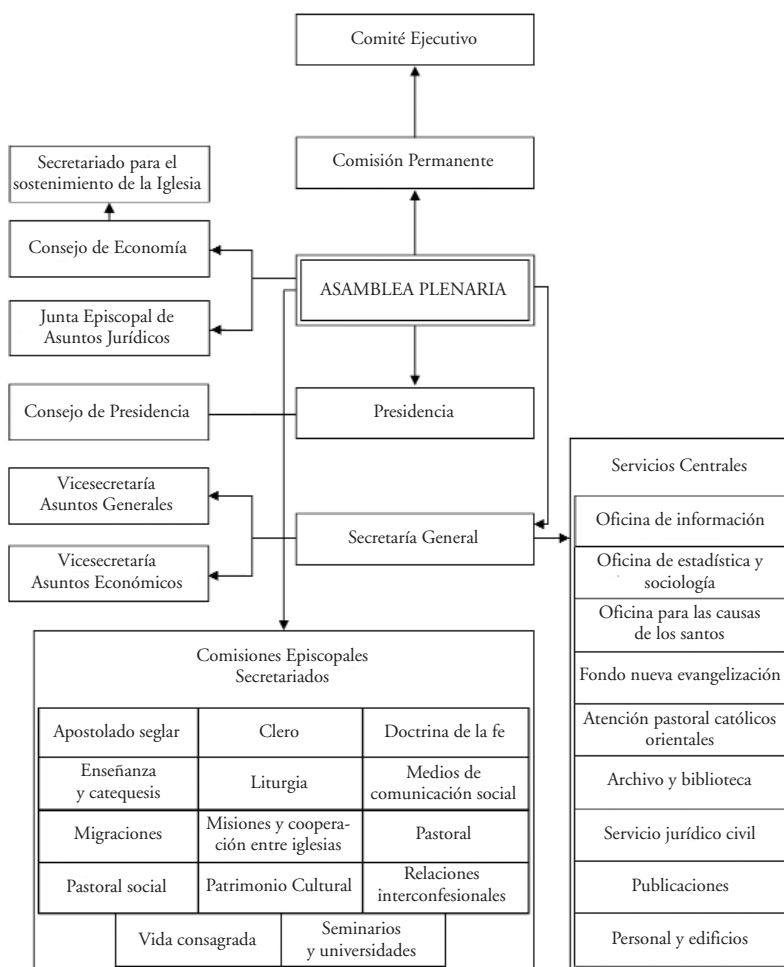 Comité Ejecutivo
Comisión Permanente
Secretariado para el
sostenimiento de la Iglesia
Consejo de Economía
ASAMBLEA PLENARIA
Junta Episcopal de
Asuntos Jurídicos
Consejo de Presidencia
Presidencia
Vicesecretaría
Asuntos Generales
Secretaría General
Vicesecretaría
Asuntos Económicos
Servicios Centrales
Oficina de información
Oficina de estadística y
sociología
Oficina para las causas
de los santos
Fondo nueva evangelización
Atención pastoral católicos
orientales
Archivo y biblioteca
Servicio jurídico civil
Publicaciones
Personal y edificios
Comisiones Episcopales
Secretariados
Apostolado seglar
Clero
Doctrina de la fe
Enseñanza
y catequesis
Liturgia
Medios de
comunicación social
Migraciones
Misiones y coopera-
ción entre iglesias
Pastoral
Pastoral social
Patrimonio Cultural
Relaciones
interconfesionales
Vida consagrada
Seminarios
y universidades